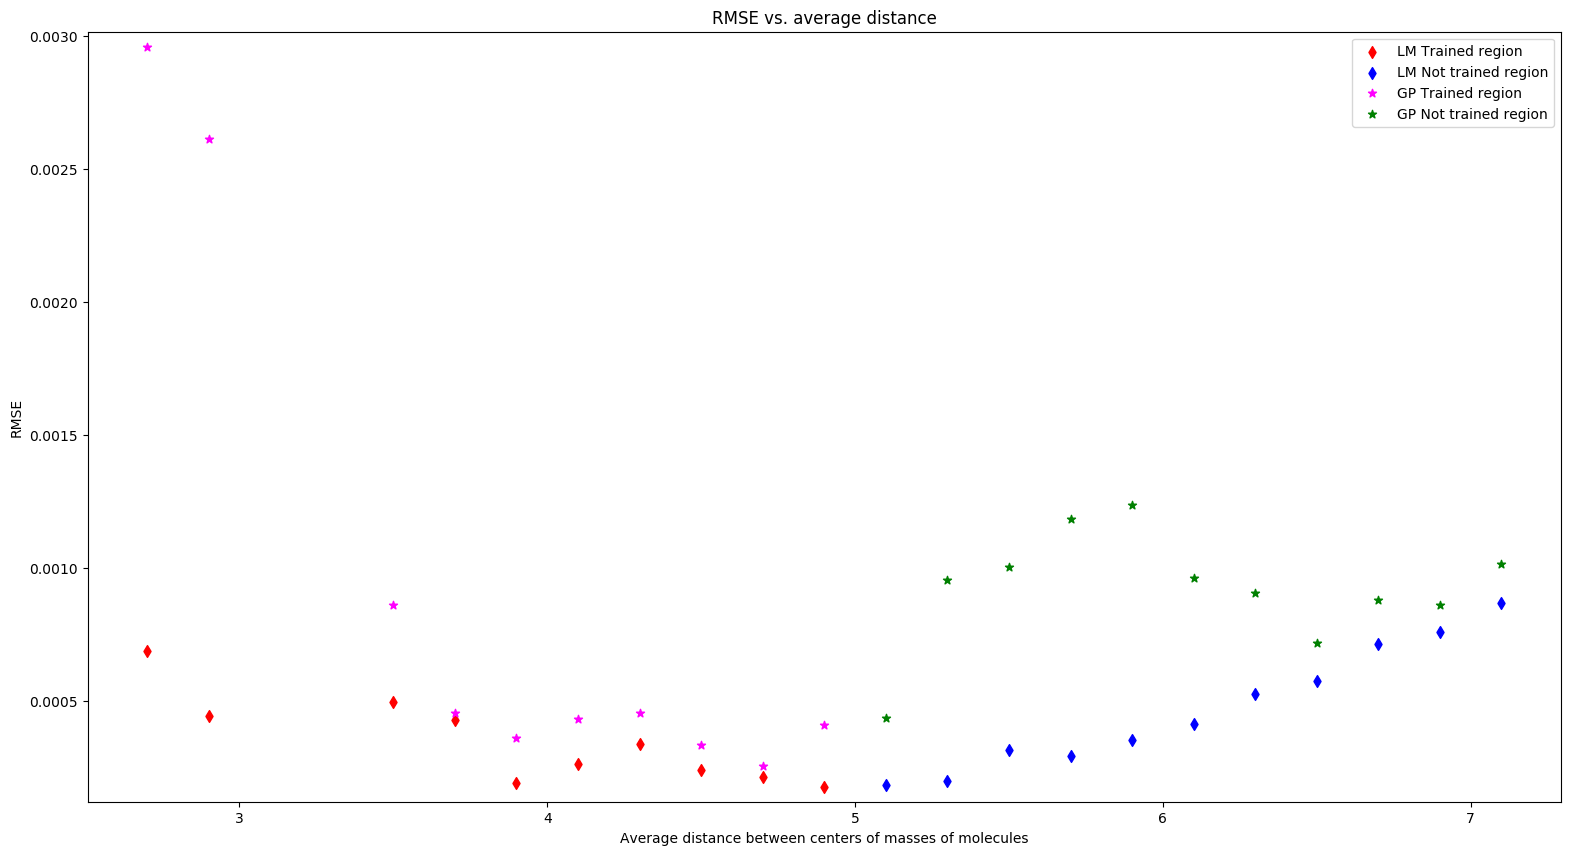 RMSE vs. average distance
0.0030
0.0025
0.0020
0.0015
0.0010
0.0005
RMSE
LM Trained region
LM Not trained region
GP Trained region
GP Not trained region
3 4 5 6 7
Average distance between centers of masses of molecules